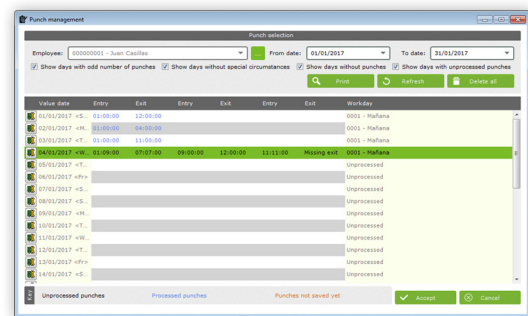 Punch management
Punch selection
Employee: 000000001 - Juan Casillas ... From date: 01/01/2017 To date: 31/01/2017
Show days with odd number of punches Show days without special circumstances Show days without punches Show days with unprocessed punches
Print Refresh Delete all
Value date Entry Exit Entry Exit Entry Exit Workday
01/01/2017 <S... 01:00:00 12:00:00 0001 - Mañana
02/01/2017 <M... 01:00:00 04:00:00 0001 - Mañana
03/01/2017 <T... 01:00:00 11:00:00 0001 - Mañana
04/01/2017 <W... 01:09:00 07:07:00 09:00:00 12:00:00 11:11:00 Missing exit 0001 - Mañana
05/01/2017 <T... Unprocessed
06/01/2017 <Fr> Unprocessed
07/01/2017 <S... Unprocessed
08/01/2017 <S... Unprocessed
09/01/2017 <M... Unprocessed
10/01/2017 <T... Unprocessed
11/01/2017 <W... Unprocessed
12/01/2017 <T... Unprocessed
13/01/2017 <Fr> Unprocessed
14/01/2017 <S... Unprocessed
Key Unprocessed punches Processed punches Punches not saved yet Accept Cancel